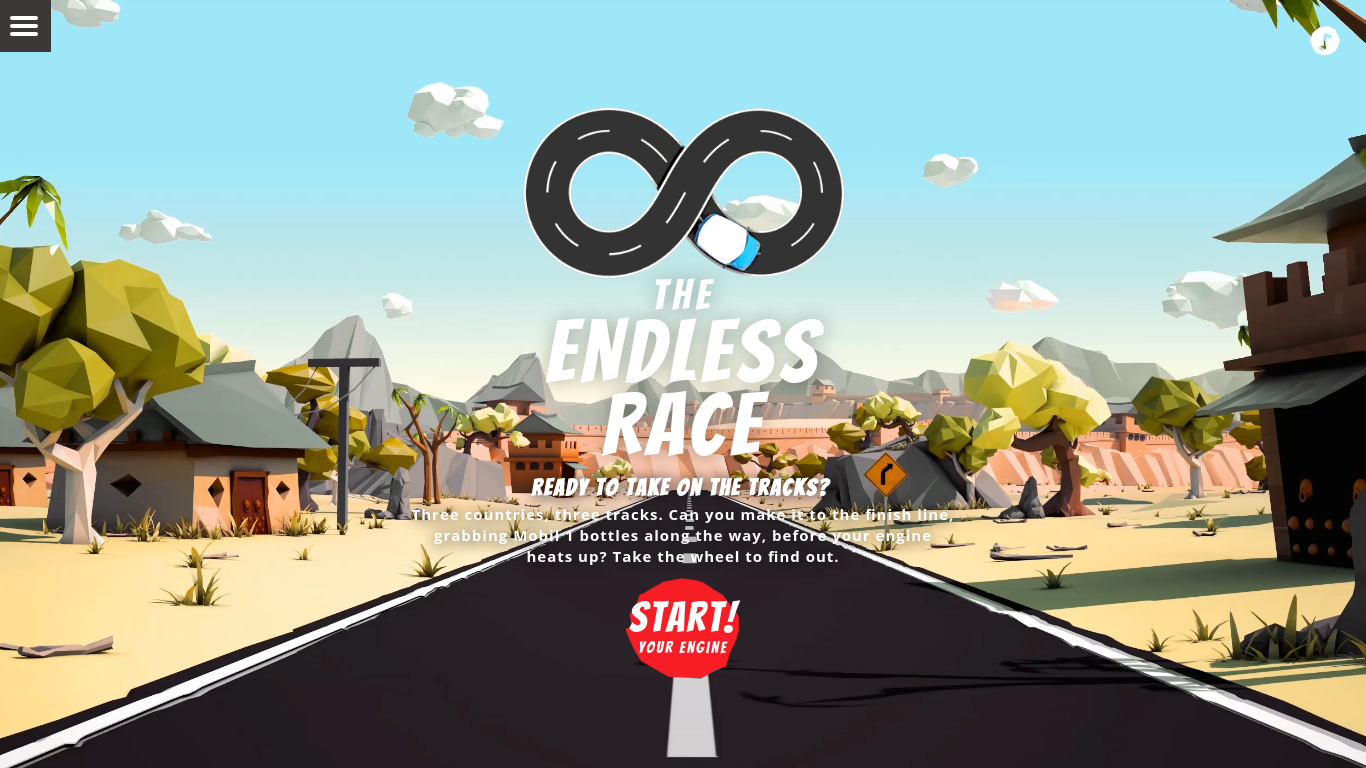 THE
ENDLESS
RACE
READY TO TAKE ON THE TRACKS?
Three countries, three tracks. Can you make it to the finish line,
grabbing Mobil 1 bottles along the way, before your engine
heats up? Take the wheel to find out.
START!
YOUR ENGINE